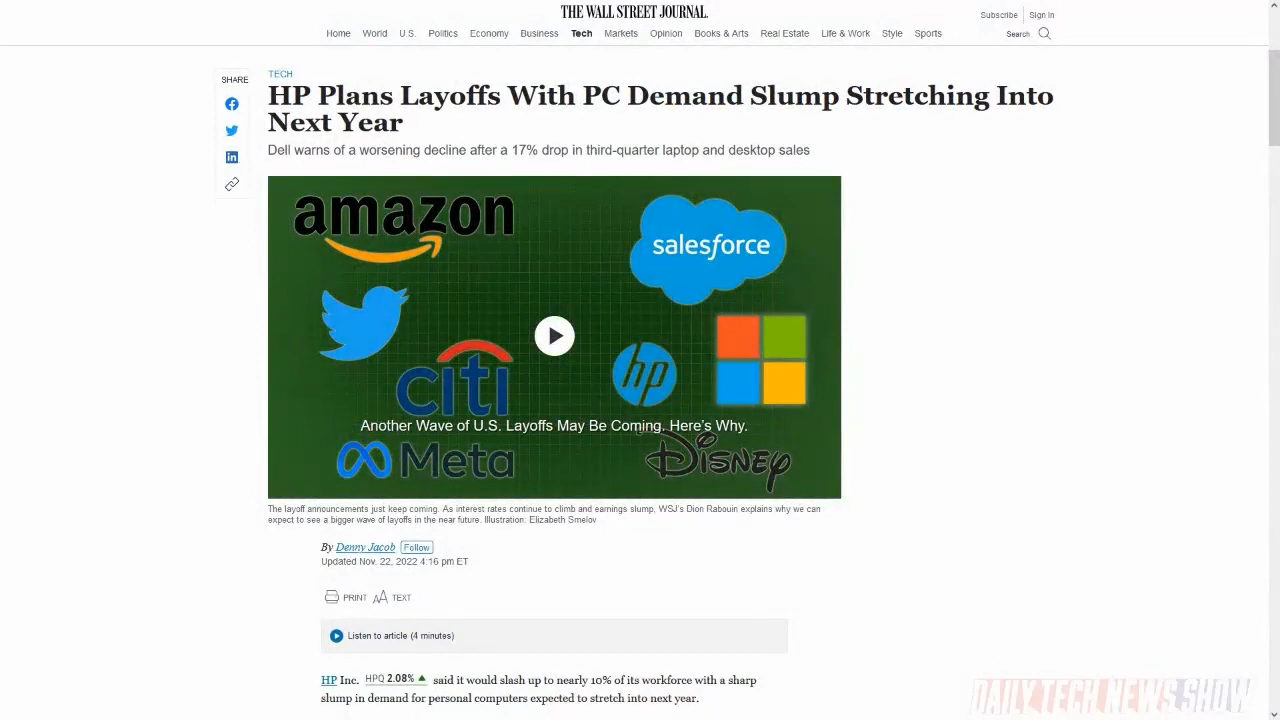 THE WALL STREET JOURNAL.
Subscribe Sign In
Home World U.S. Politics Economy Business Tech Markets Opinion Books & Arts Real Estate Life & Work Style Sports
Search
SHARE
TECH
HP Plans Layoffs With PC Demand Slump Stretching Into
Next Year
Dell warns of a worsening decline after a 17% drop in third-quarter laptop and desktop sales
amazon
salesforce
citi
hp
Another Wave of U.S. Layoffs May Be Coming. Here's Why.
Meta
Disney
The layoff announcements just keep coming. As interest rates continue to climb and earnings slump, WSJ's Dion Rabouin explains why we can
expect to see a bigger wave of layoffs in the near future. Illustration: Elizabeth Smelov
By Denny Jacob Follow
Updated Nov. 22, 2022 4:16 pm ET
PRINT AA TEXT
Listen to article (4 minutes)
HP Inc. HPQ 2.08% ▲ said it would slash up to nearly 10% of its workforce with a sharp
slump in demand for personal computers expected to stretch into next year.
DAILY TECH NEWS SHOW